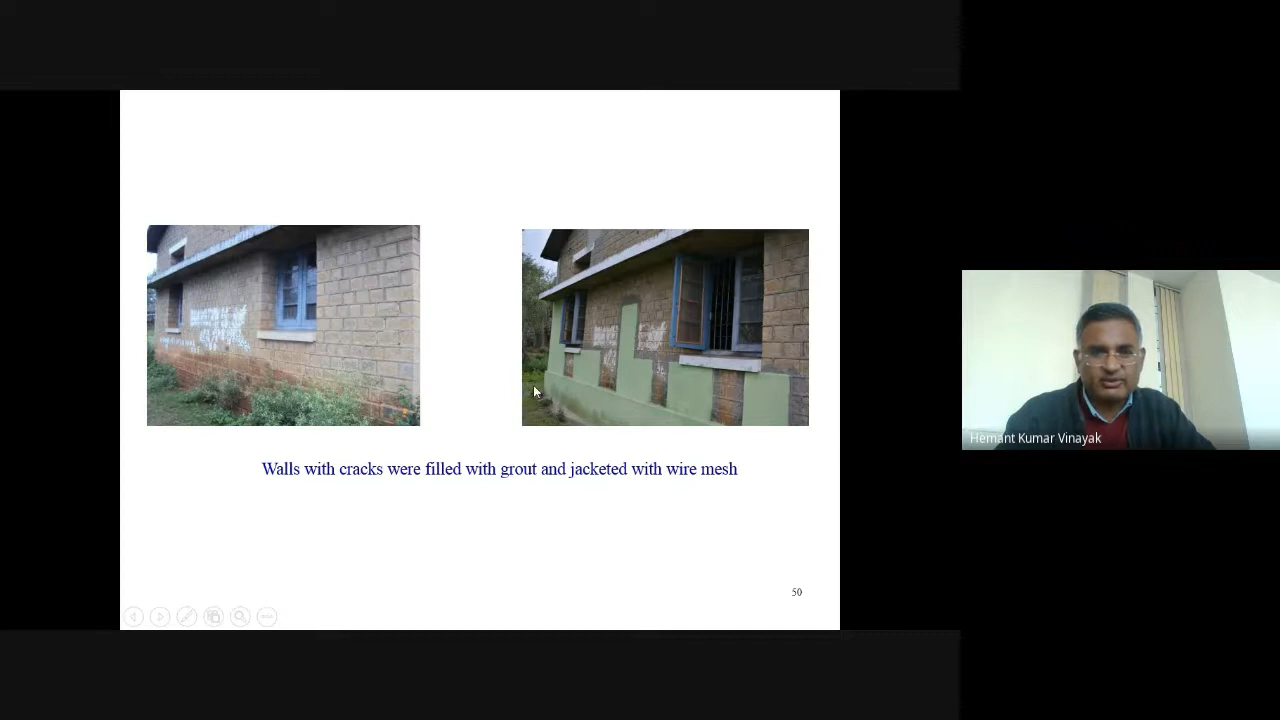 Walls with cracks were filled with grout and jacketed with wire mesh
50
Hemant Kumar Vinayak